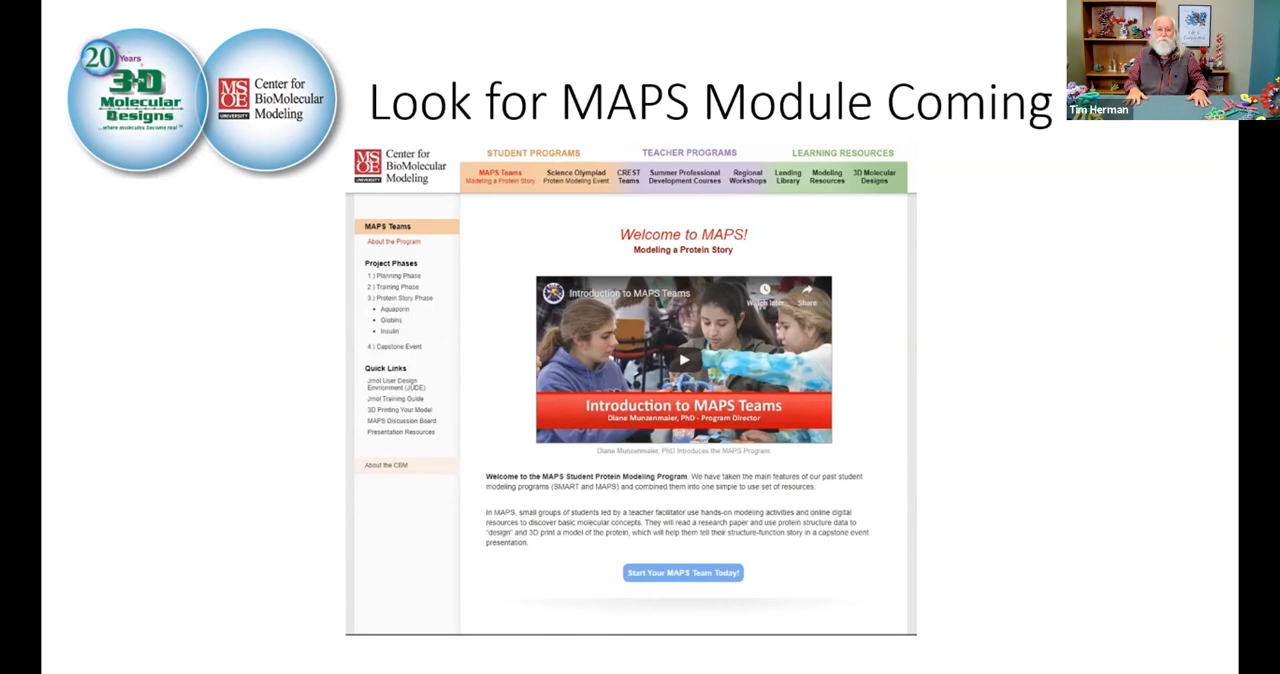 20 Years
3-D
Molecular
Designs
...where molecules become real™
MSOE
UNIVERSITY
Center for
BioMolecular
Modeling
Look for MAPS Module Coming
Tim Herman
MSOE
UNIVERSITY
Center for
BioMolecular
Modeling
STUDENT PROGRAMS
TEACHER PROGRAMS
LEARNING RESOURCES
MAPS Teams
Modeling a Protein Story
Science Olympiad
Protein Modeling Event
CREST
Teams
Summer Professional
Development Courses
Regional
Workshops
Lending
Library
Modeling
Resources
3D Molecular
Designs
MAPS Teams
About the Program
Project Phases
1.) Planning Phase
2.) Training Phase
3.) Protein Story Phase
• Aquaporin
• Globins
• Insulin
4.) Capstone Event
Quick Links
Jmol User Design
Envrionment (JUDE)
Jmol Training Guide
3D Printing Your Model
MAPS Discussion Board
Presentation Resources
About the CBM
Welcome to MAPS!
Modeling a Protein Story
Introduction to MAPS Teams
Watch later
Share
Introduction to MAPS Teams
Diane Munzenmaier, PhD - Program Director
Diane Munzenmaier, PhD Introduces the MAPS Program
Welcome to the MAPS Student Protein Modeling Program. We have taken the main features of our past student
modeling programs (SMART and MAPS) and combined them into one simple to use set of resources.
In MAPS, small groups of students led by a teacher facilitator use hands-on modeling activities and online digital
resources to discover basic molecular concepts. They will read a research paper and use protein structure data to
"design" and 3D print a model of the protein, which will help them tell their structure-function story in a capstone event
presentation.
Start Your MAPS Team Today!